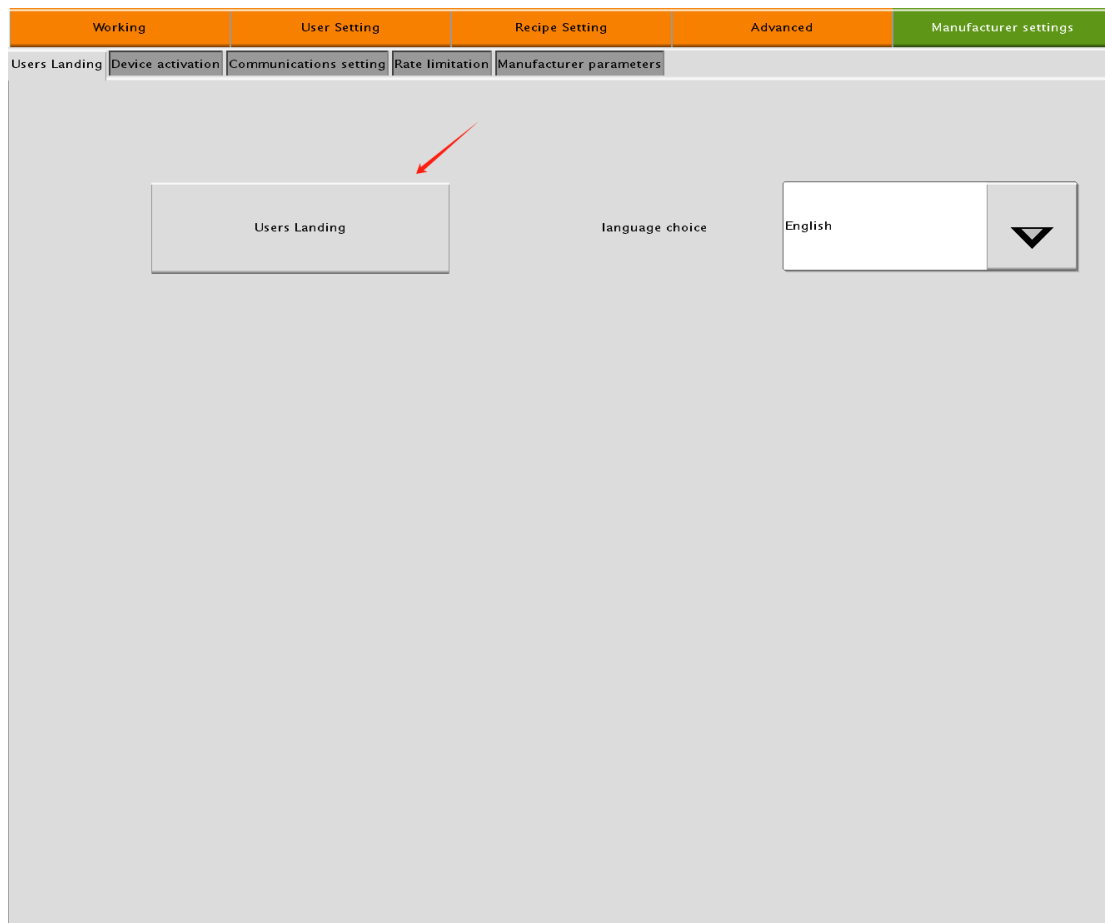 Working User Setting Recipe Setting Advanced Manufacturer settings
Users Landing Device activation Communications setting Rate limitation Manufacturer parameters
Users Landing language choice English